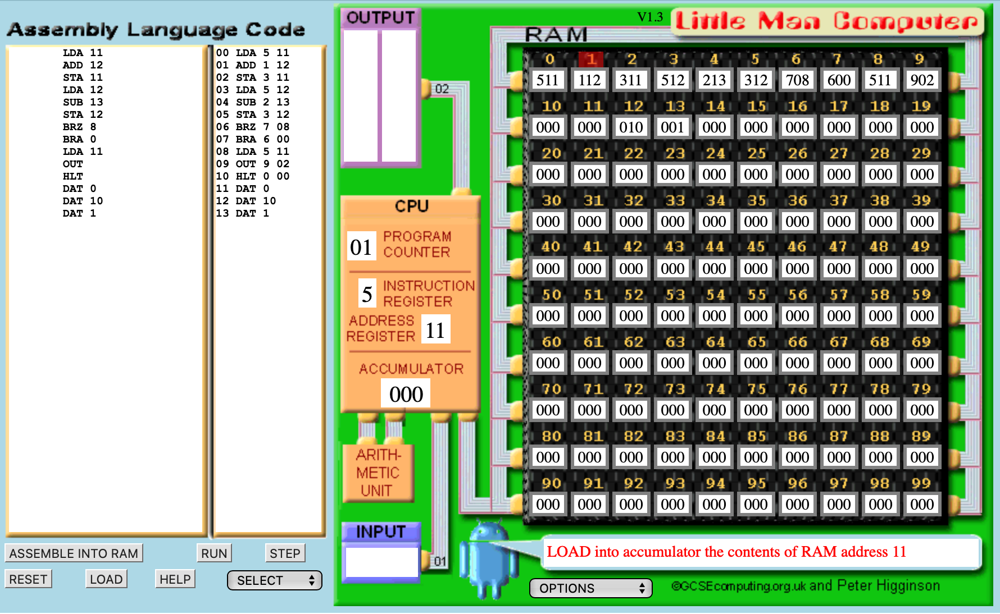 Assembly Language Code
LDA 11
ADD 12
STA 11
LDA 12
SUB 13
STA 12
BRZ 8
BRA 0
LDA 11
OUT
HLT
DAT 0
DAT 10
DAT 1
00 LDA 5 11
01 ADD 1 12
02 STA 3 11
03 LDA 5 12
04 SUB 2 13
05 STA 3 12
06 BRZ 7 08
07 BRA 6 00
08 LDA 5 11
09 OUT 9 02
10 HLT 0 00
11 DAT 0
12 DAT 10
13 DAT 1
ASSEMBLE INTO RAM
RUN
STEP
RESET
LOAD
HELP
SELECT
OUTPUT
02
CPU
01 PROGRAM
COUNTER
5 INSTRUCTION
REGISTER
ADDRESS
REGISTER 11
ACCUMULATOR
000
ARITH-
METIC
UNIT
INPUT
01
V1.3
Little Man Computer
RAM
0 1 2 3 4 5 6 7 8 9
511 112 311 512 213 312 708 600 511 902
10 11 12 13 14 15 16 17 18 19
000 000 010 001 000 000 000 000 000 000
20 21 22 23 24 25 26 27 28 29
000 000 000 000 000 000 000 000 000 000
30 31 32 33 34 35 36 37 38 39
000 000 000 000 000 000 000 000 000 000
40 41 42 43 44 45 46 47 48 49
000 000 000 000 000 000 000 000 000 000
50 51 52 53 54 55 56 57 58 59
000 000 000 000 000 000 000 000 000 000
60 61 62 63 64 65 66 67 68 69
000 000 000 000 000 000 000 000 000 000
70 71 72 73 74 75 76 77 78 79
000 000 000 000 000 000 000 000 000 000
80 81 82 83 84 85 86 87 88 89
000 000 000 000 000 000 000 000 000 000
90 91 92 93 94 95 96 97 98 99
000 000 000 000 000 000 000 000 000 000
LOAD into accumulator the contents of RAM address 11
OPTIONS
©GCSEcomputing.org.uk and Peter Higginson